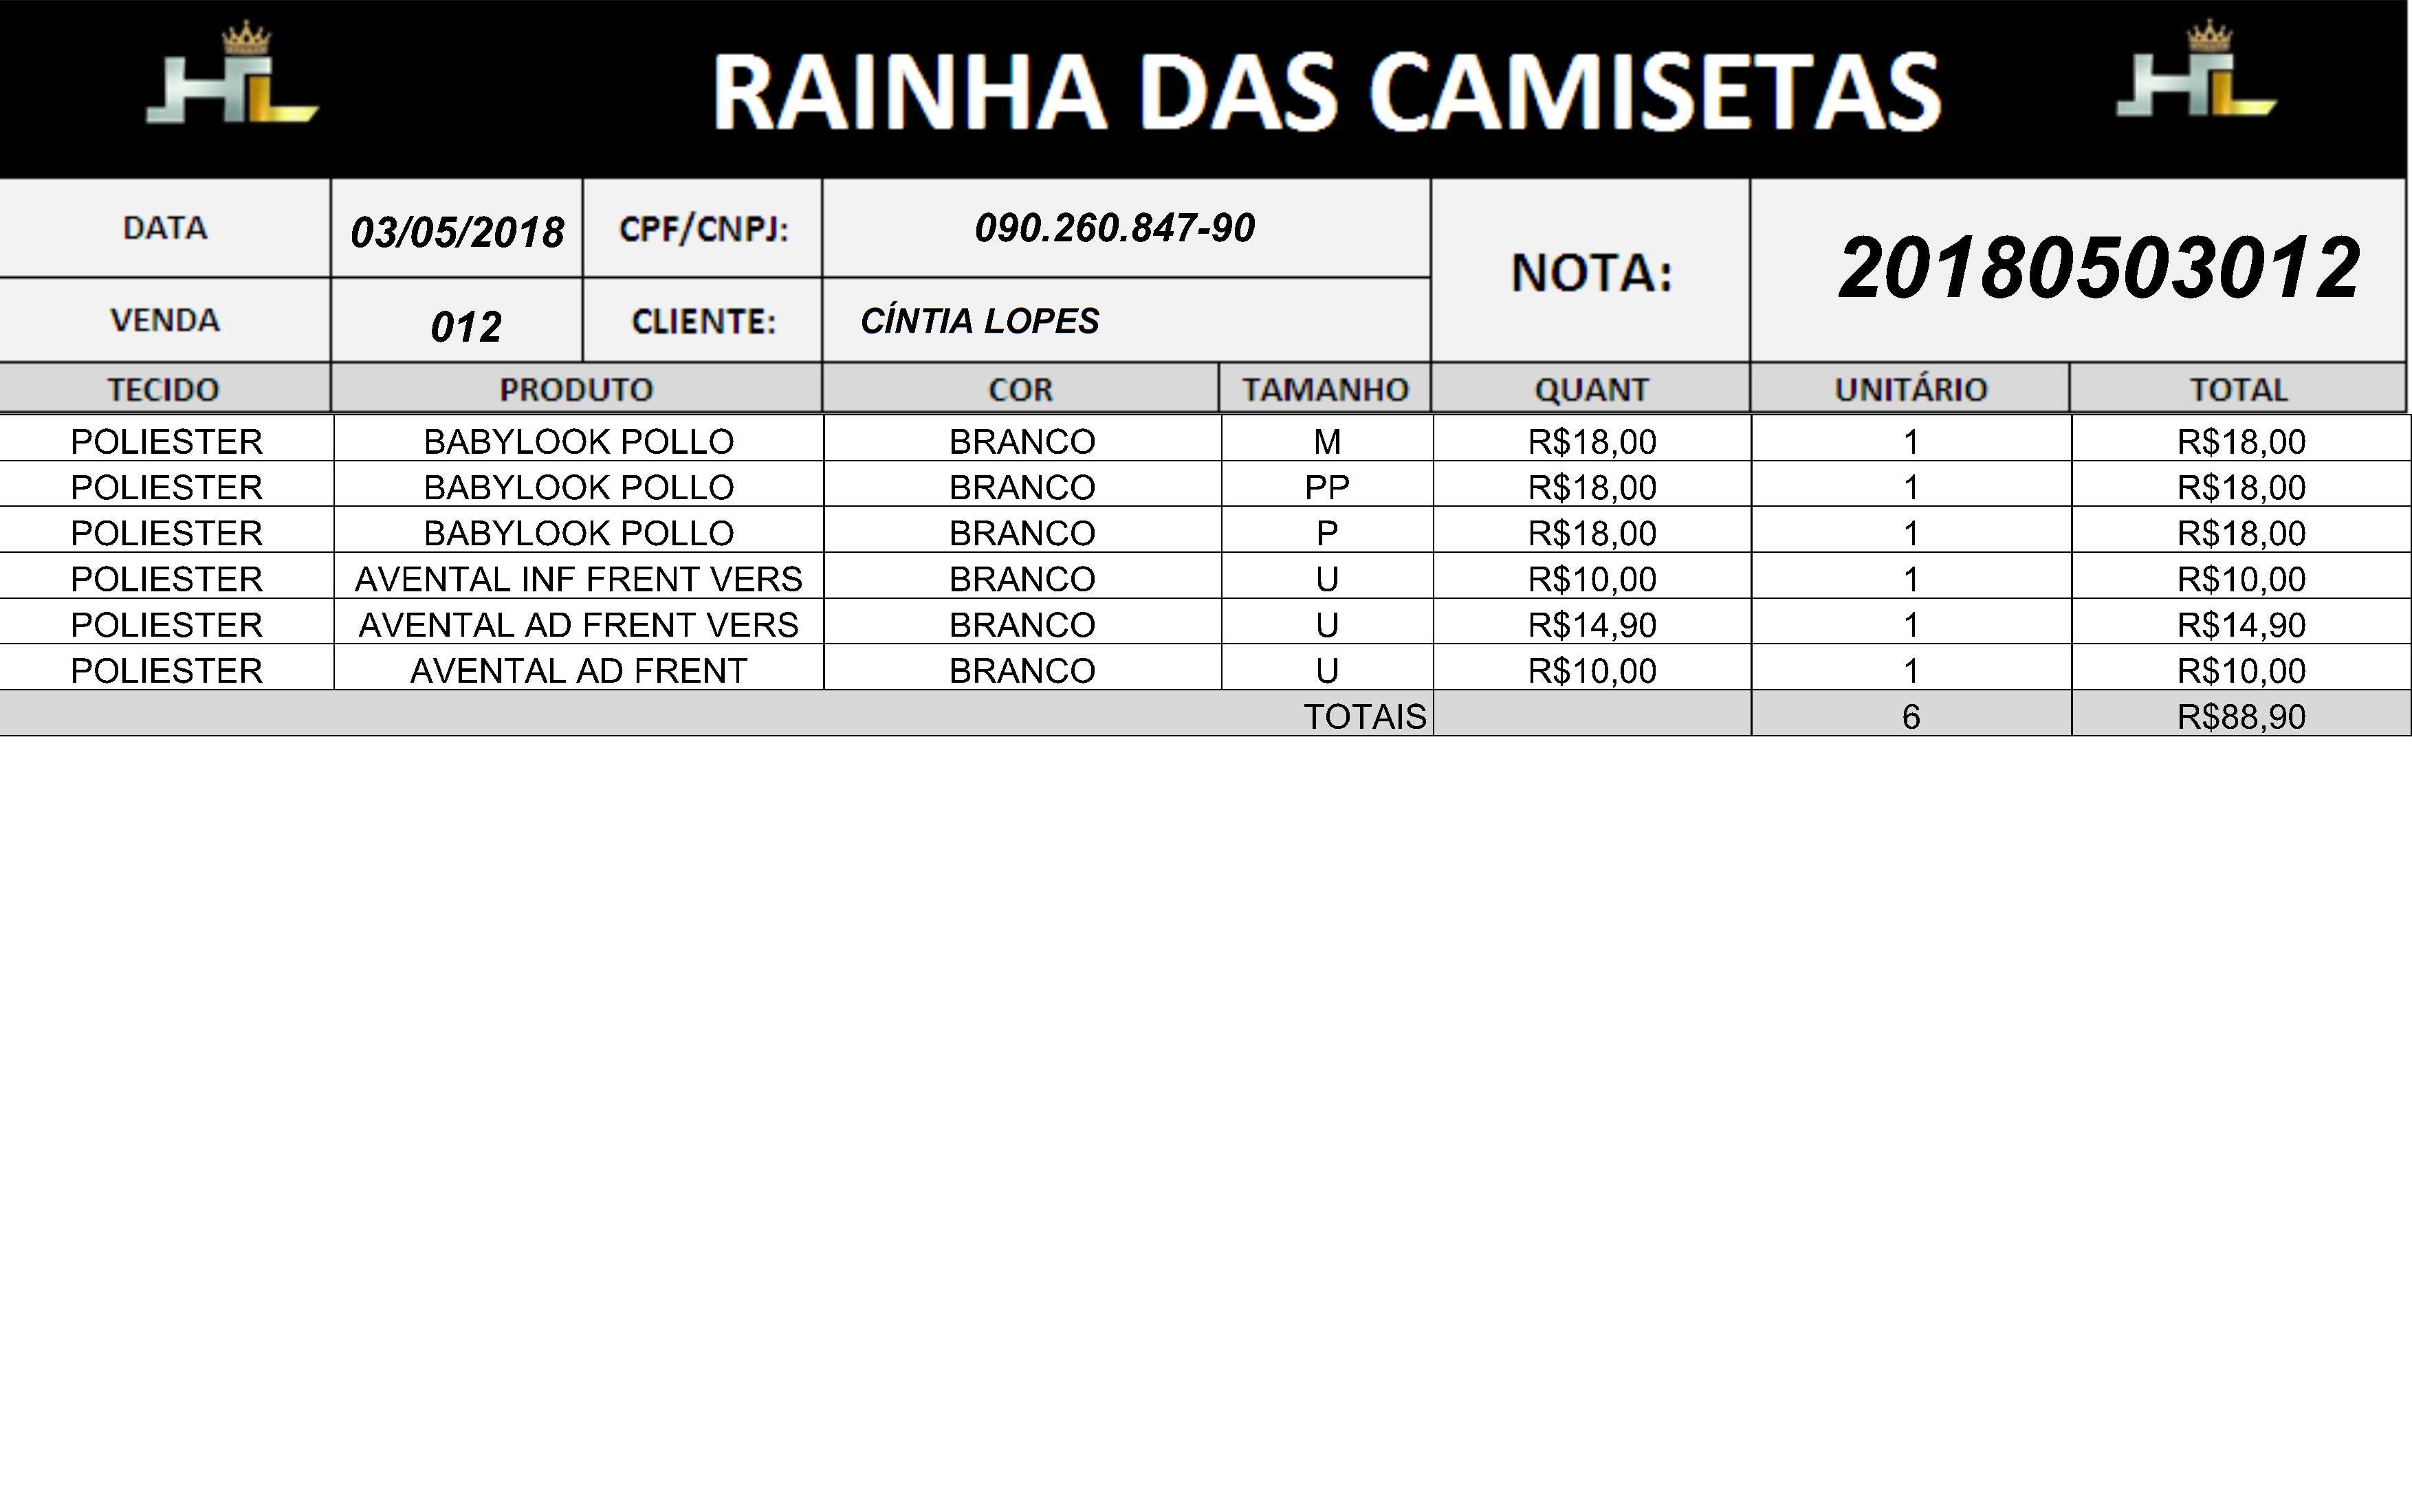 HL RAINHA DAS CAMISETAS HL
DATA 03/05/2018 CPF/CNPJ: 090.260.847-90 NOTA: 20180503012
VENDA 012 CLIENTE: CÍNTIA LOPES
TECIDO PRODUTO COR TAMANHO QUANT UNITÁRIO TOTAL
POLIESTER BABYLOOK POLLO BRANCO M R$18,00 1 R$18,00
POLIESTER BABYLOOK POLLO BRANCO PP R$18,00 1 R$18,00
POLIESTER BABYLOOK POLLO BRANCO P R$18,00 1 R$18,00
POLIESTER AVENTAL INF FRENT VERS BRANCO U R$10,00 1 R$10,00
POLIESTER AVENTAL AD FRENT VERS BRANCO U R$14,90 1 R$14,90
POLIESTER AVENTAL AD FRENT BRANCO U R$10,00 1 R$10,00
TOTAIS 6 R$88,90